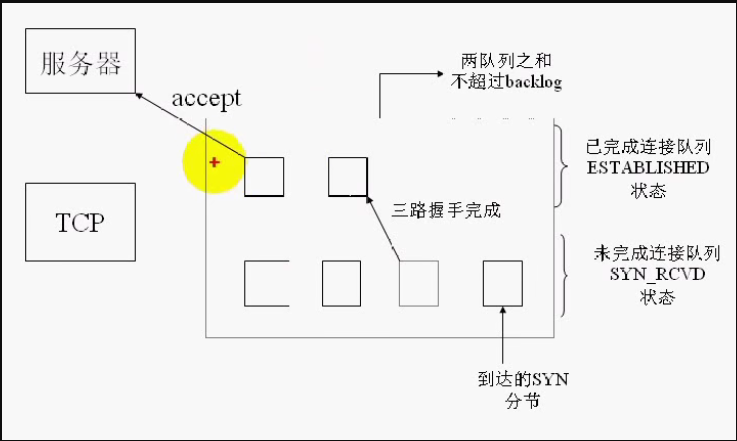 服务器
accept
两队列之和
不超过backlog
已完成连接队列
ESTABLISHED
状态
TCP
三路握手完成
未完成连接队列
SYN_RCVD
状态
到达的SYN
分节